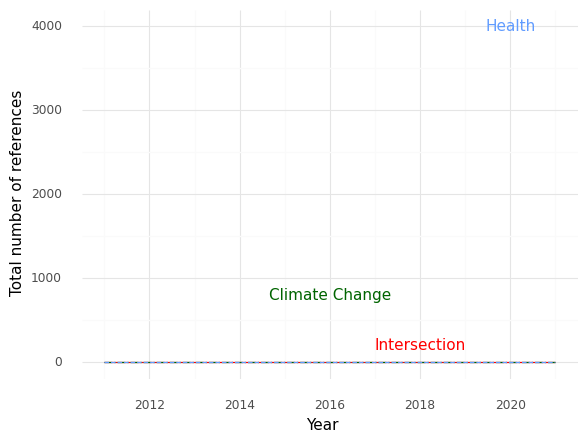 Health
4000
3000
2000
1000
0
Total number of references
Climate Change
Intersection
2012
2014
2016
2018
2020
Year